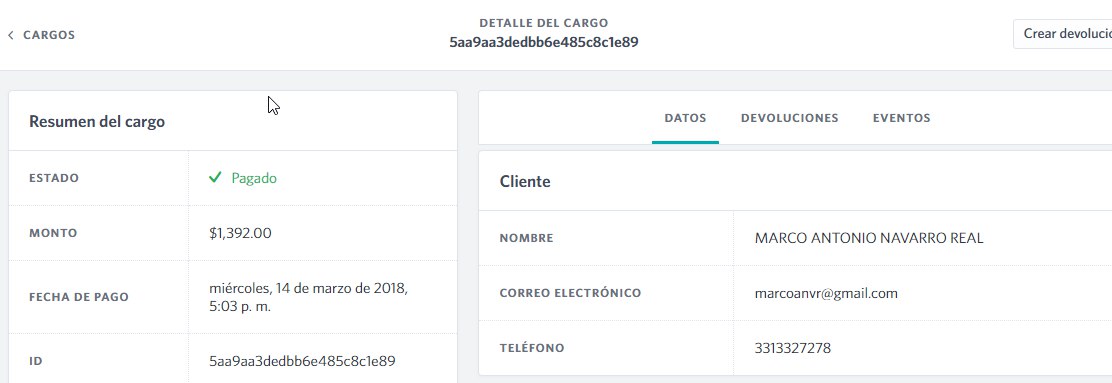 CARGOS
DETALLE DEL CARGO
5aa9aa3dedbb6e485c8c1e89
Crear devolucio
Resumen del cargo
ESTADO
Pagado
MONTO
$1,392.00
FECHA DE PAGO
miércoles, 14 de marzo de 2018,
5:03 p. m.
ID
5aa9aa3dedbb6e485c8c1e89
DATOS
DEVOLUCIONES
EVENTOS
Cliente
NOMBRE
MARCO ANTONIO NAVARRO REAL
CORREO ELECTRÓNICO
marcoanvr@gmail.com
TELÉFONO
3313327278